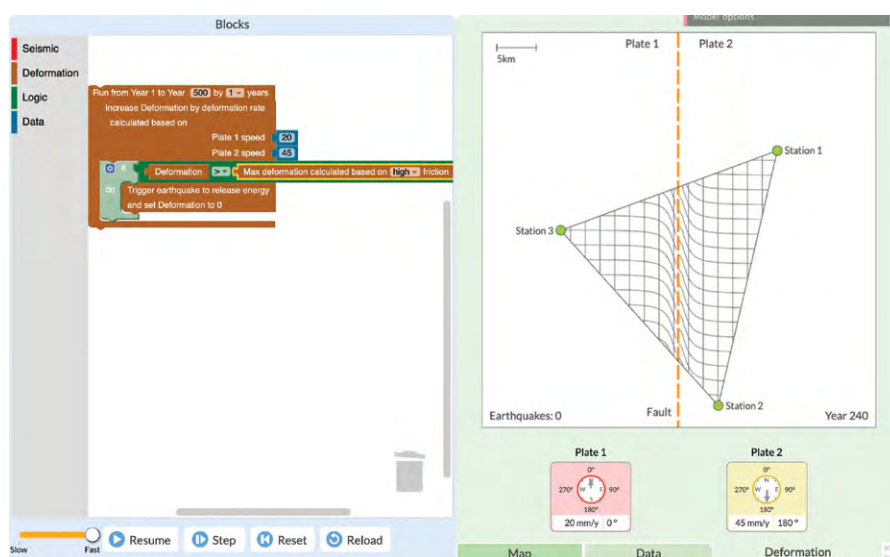 Blocks
Model options
Seismic
Deformation
Logic
Data
Run from Year 1 to Year 500 by 1 years
Increase Deformation by deformation rate
calculated based on
Plate 1 speed 20
Plate 2 speed 45
if Deformation > Max deformation calculated based on high friction
do Trigger earthquake to release energy
and set Deformation to 0
Slow
Fast
Resume
Step
Reset
Reload
5km
Plate 1
Plate 2
Station 1
Station 3
Station 2
Earthquakes: 0
Fault
Year 240
Plate 1
0°
270° W N E 90°
S
180°
20 mm/y 0°
Plate 2
0°
270° W N E 90°
180°
45 mm/y 180°
Map
Data
Deformation